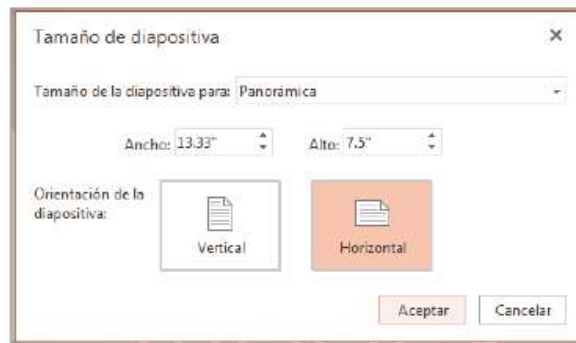 Tamaño de diapositiva
Tamaño de la diapositiva para: Panorámica
Ancho: 13.33" Alto: 7.5"
Orientación de la
diapositiva:
Vertical Horizontal
Aceptar Cancelar